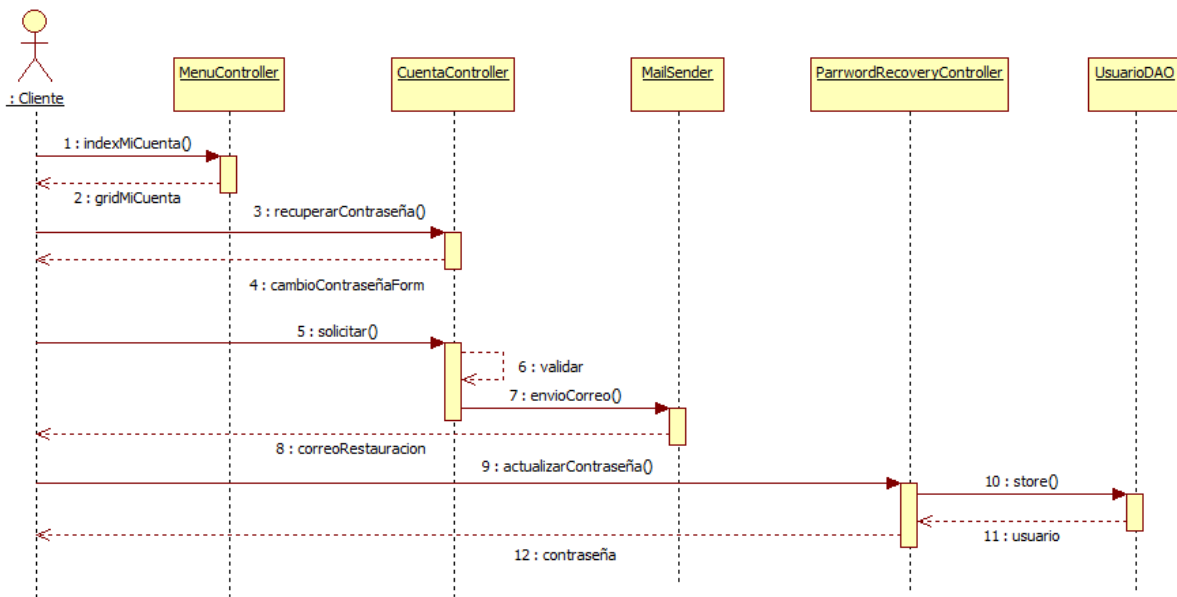 MenuController
CuentaController
MailSender
ParrwordRecoveryController
UsuarioDAO
: Cliente
1 : indexMiCuenta()
2 : gridMiCuenta
3 : recuperarContraseña()
4 : cambioContraseñaForm
5 : solicitar()
6 : validar
7 : envioCorreo()
8 : correoRestauracion
9 : actualizarContraseña()
10 : store()
11 : usuario
12 : contraseña